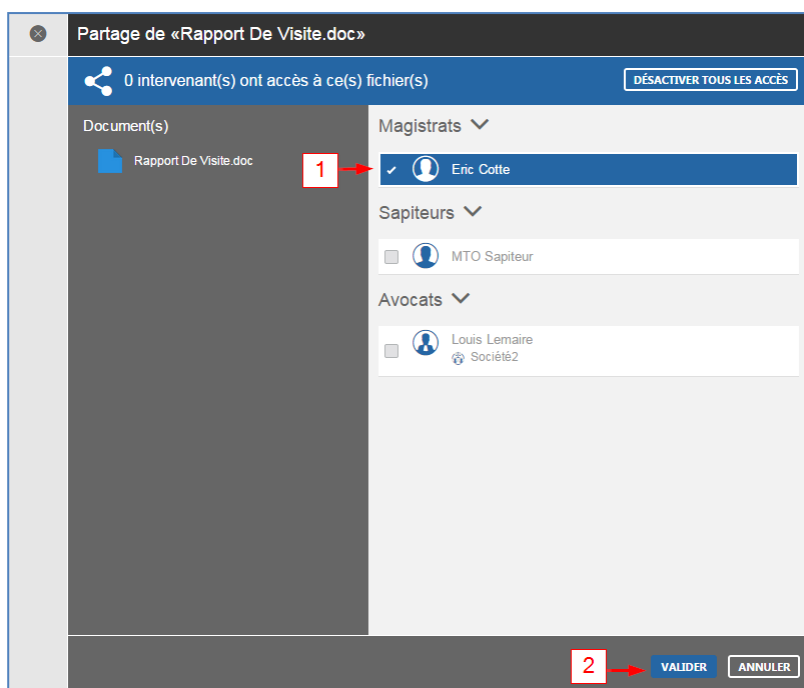 Partage de «Rapport De Visite.doc»
0 intervenant(s) ont accès à ce(s) fichier(s)
DÉSACTIVER TOUS LES ACCÈS
Document(s)
Rapport De Visite.doc
Magistrats
1
Eric Cotte
Sapiteurs
MTO Sapiteur
Avocats
Louis Lemaire
Société2
2
VALIDER
ANNULER